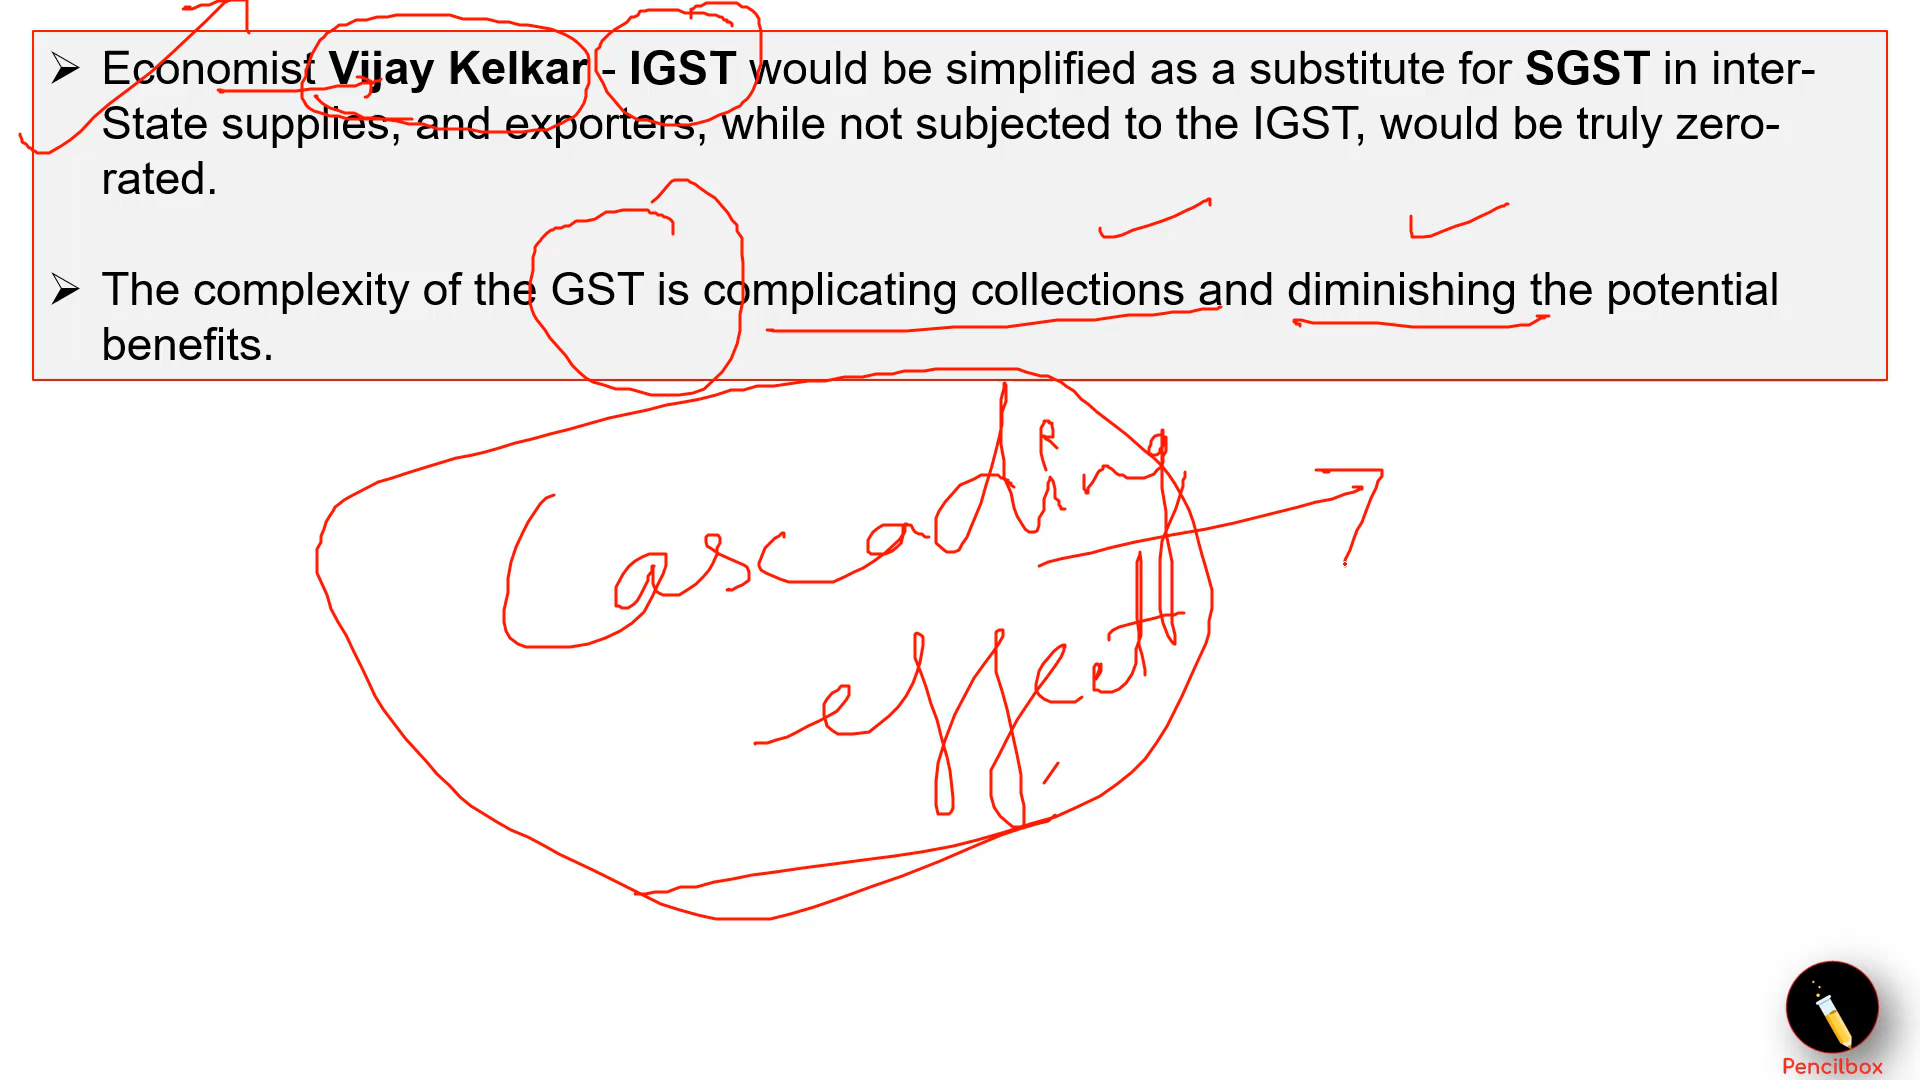 ➢ Economist Vijay Kelkar - IGST would be simplified as a substitute for SGST in inter-
State supplies, and exporters, while not subjected to the IGST, would be truly zero-
rated.
➢ The complexity of the GST is complicating collections and diminishing the potential
benefits.
Cascading
effect
Pencilbox